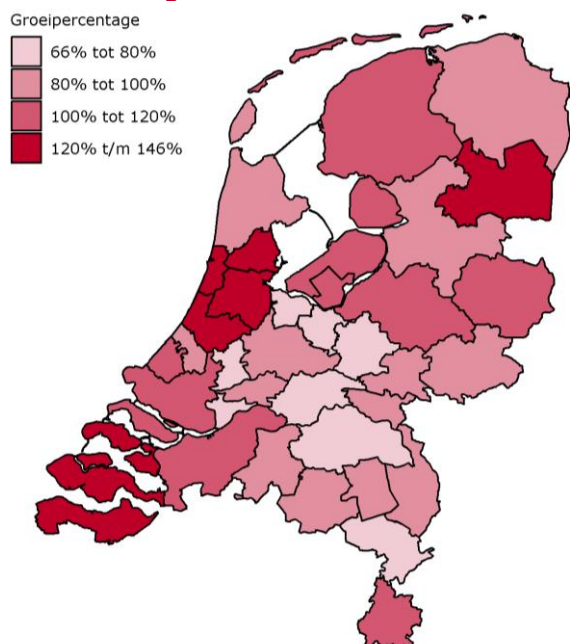 Groeipercentage
66% tot 80%
80% tot 100%
100% tot 120%
120% t/m 146%